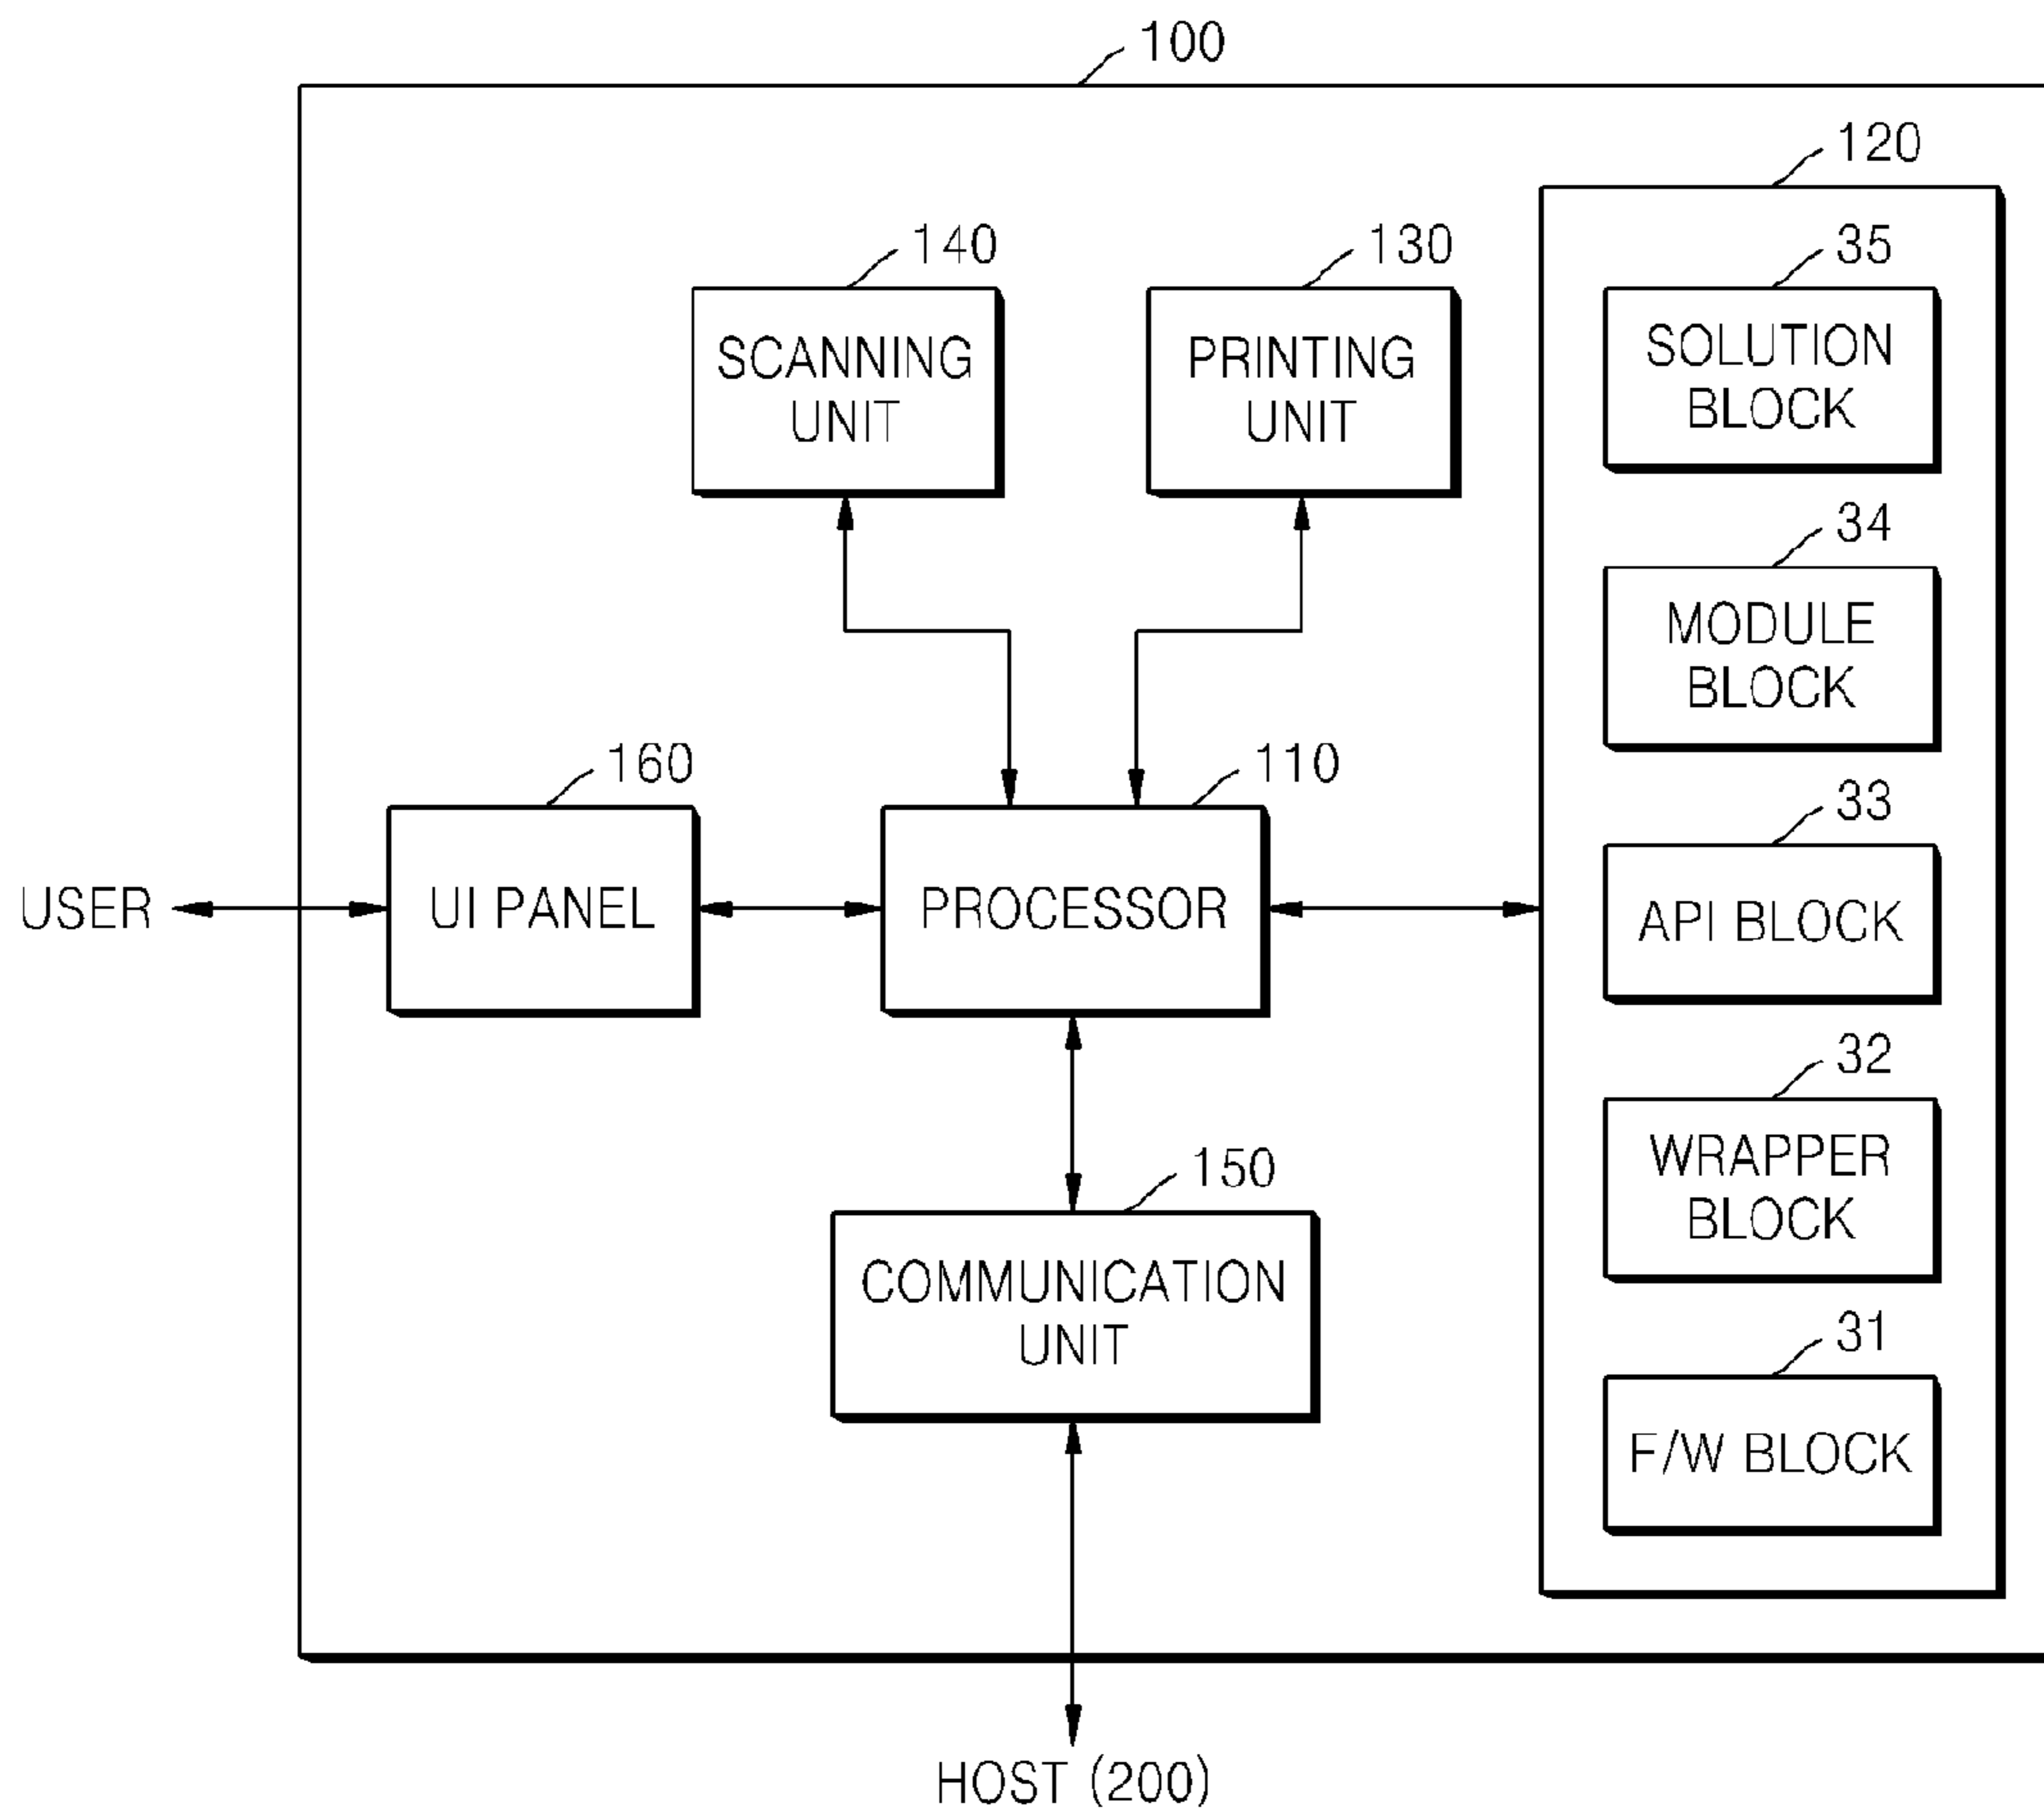 100
120
140
130
35
SCANNING
UNIT
PRINTING
UNIT
SOLUTION
BLOCK
34
MODULE
BLOCK
160
110
33
USER
UI PANEL
PROCESSOR
API BLOCK
32
150
WRAPPER
BLOCK
COMMUNICATION
UNIT
31
F/W BLOCK
HOST (200)